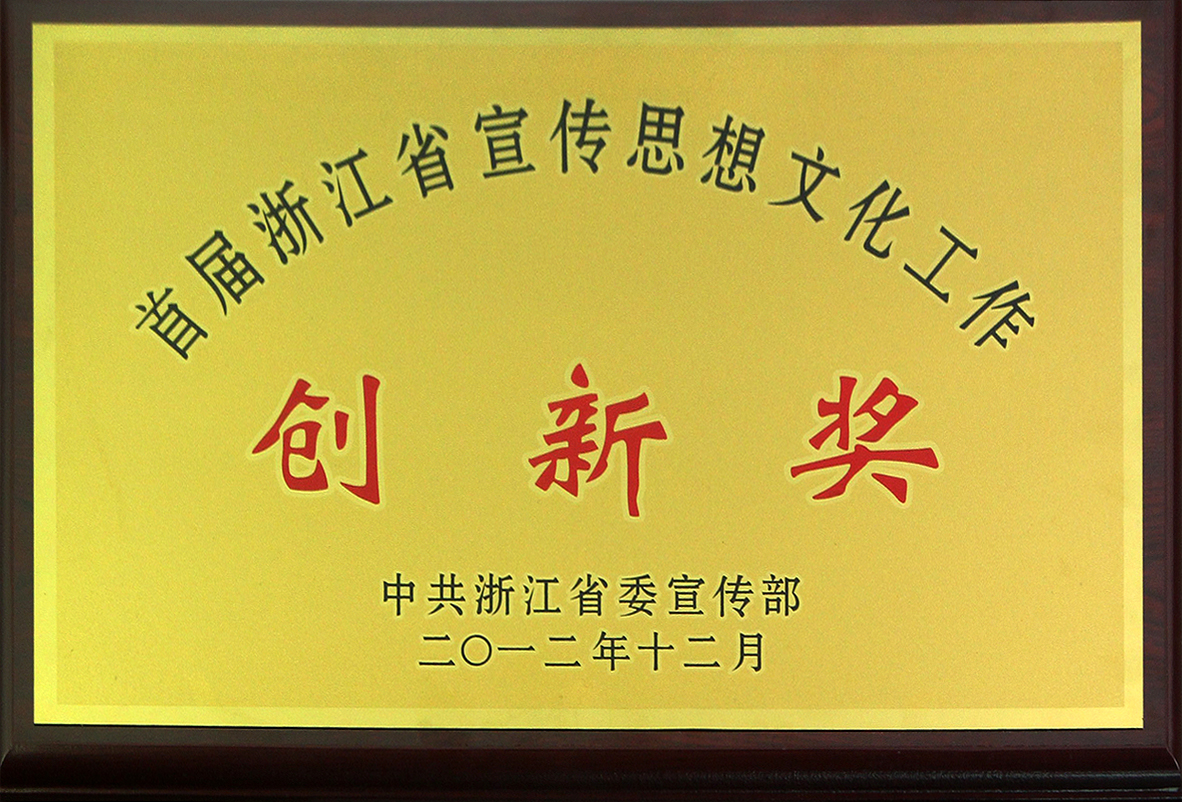 首届浙江省宣传思想文化工作
创新奖
中共浙江省委宣传部
二〇一二年十二月